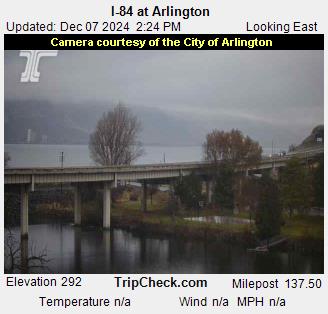 I-84 at Arlington
Updated: Dec 07 2024 2:24 PM Looking East
Camera courtesy of the City of Arlington
Elevation 292 TripCheck.com Milepost 137.50
Temperature n/a Wind n/a MPH n/a